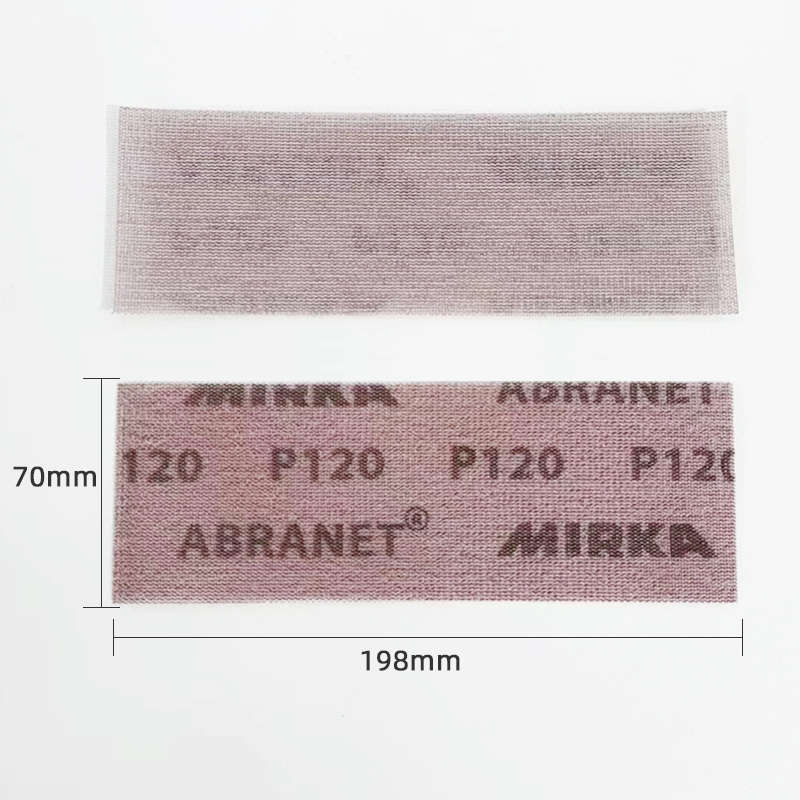 MIRKA ABRANET
70mm
120 P120 P120 P120
ABRANET® MIRKA
198mm